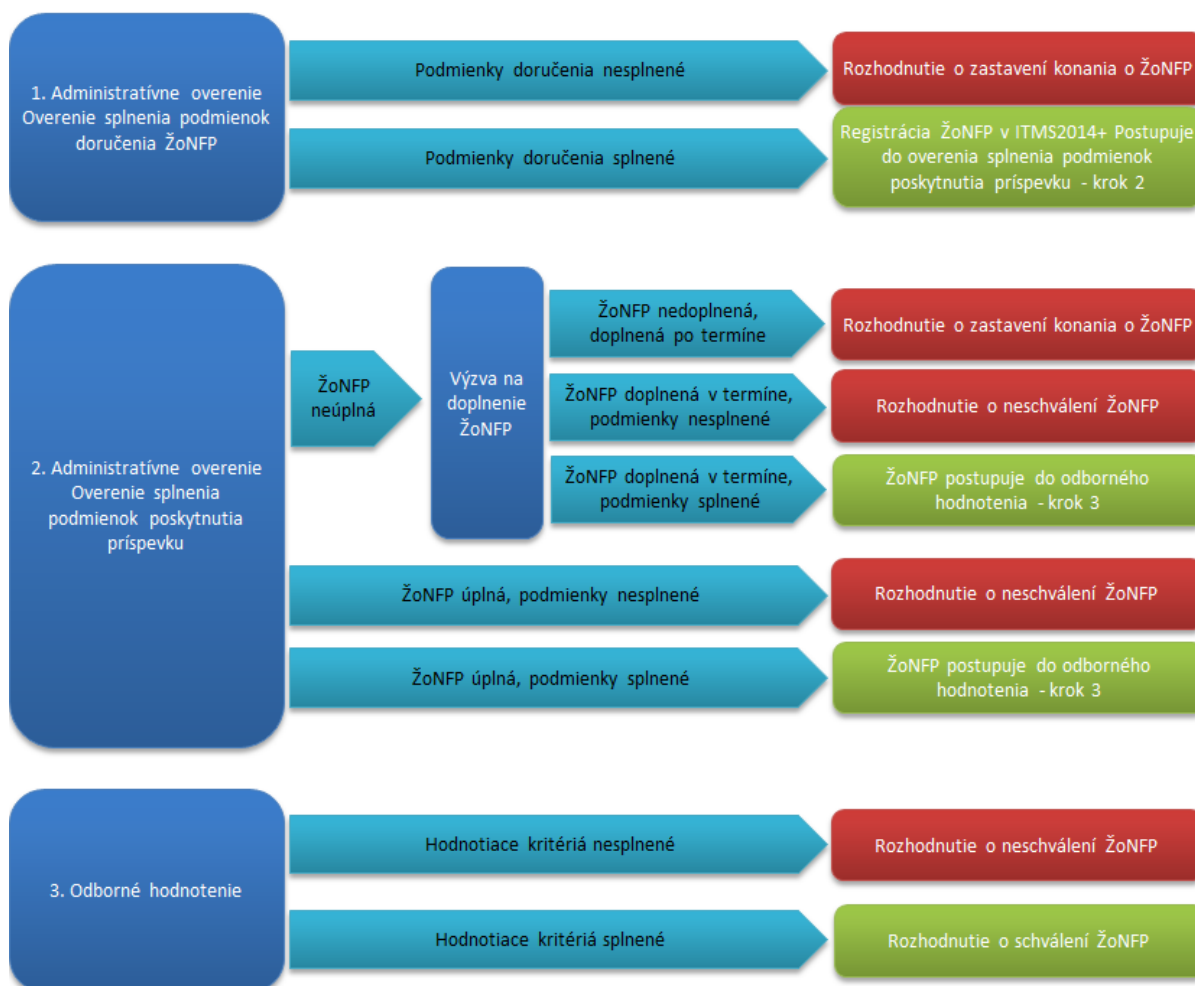 1. Administratívne overenie
Overenie splnenia podmienok
doručenia ŽoNFP
Podmienky doručenia nesplnené
Rozhodnutie o zastavení konania o ŽoNFP
Podmienky doručenia splnené
Registrácia ŽoNFP v ITMS2014+ Postupuje
do overenia splnenia podmienok
poskytnutia príspevku - krok 2
2. Administratívne overenie
Overenie splnenia
podmienok poskytnutia
príspevku
ŽoNFP
neúplná
Výzva na
doplnenie
ŽoNFP
ŽoNFP nedoplnená,
doplnená po termíne
Rozhodnutie o zastavení konania o ŽoNFP
ŽoNFP doplnená v termíne,
podmienky nesplnené
Rozhodnutie o neschválení ŽoNFP
ŽoNFP doplnená v termíne,
podmienky splnené
ŽoNFP postupuje do odborného
hodnotenia - krok 3
ŽoNFP úplná, podmienky nesplnené
Rozhodnutie o neschválení ŽoNFP
ŽoNFP úplná, podmienky splnené
ŽoNFP postupuje do odborného
hodnotenia - krok 3
3. Odborné hodnotenie
Hodnotiace kritériá nesplnené
Rozhodnutie o neschválení ŽoNFP
Hodnotiace kritériá splnené
Rozhodnutie o schválení ŽoNFP